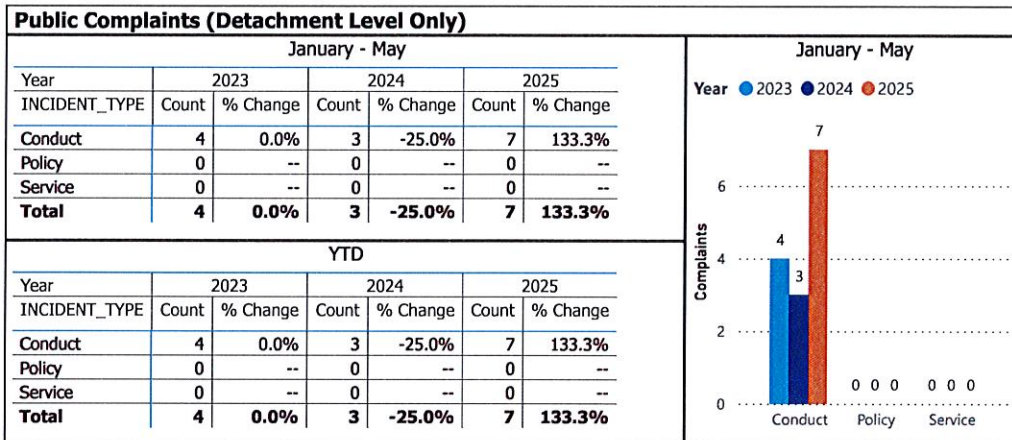 Public Complaints (Detachment Level Only)
January - May
Year 2023 2024 2025
INCIDENT_TYPE Count % Change Count % Change Count % Change
Conduct 4 0.0% 3 -25.0% 7 133.3%
Policy 0 -- 0 -- 0 --
Service 0 -- 0 -- 0 --
Total 4 0.0% 3 -25.0% 7 133.3%
YTD
Year 2023 2024 2025
INCIDENT_TYPE Count % Change Count % Change Count % Change
Conduct 4 0.0% 3 -25.0% 7 133.3%
Policy 0 -- 0 -- 0 --
Service 0 -- 0 -- 0 --
Total 4 0.0% 3 -25.0% 7 133.3%
January - May
Year 2023 2024 2025
Complaints
6
4
2
0
4
3
7
0 0 0
0 0 0
Conduct Policy Service